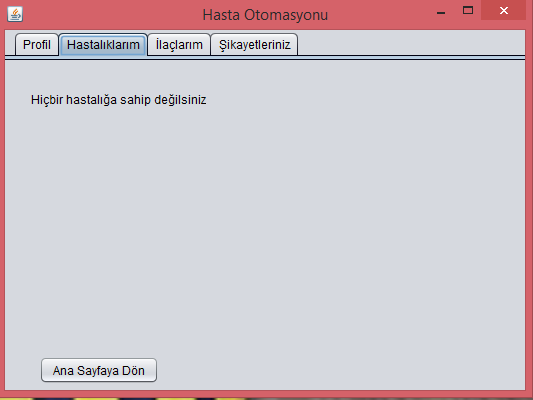 Hasta Otomasyonu
Profil Hastalıklarım İlaçlarım Şikayetleriniz
Hiçbir hastalığa sahip değilsiniz
Ana Sayfaya Dön